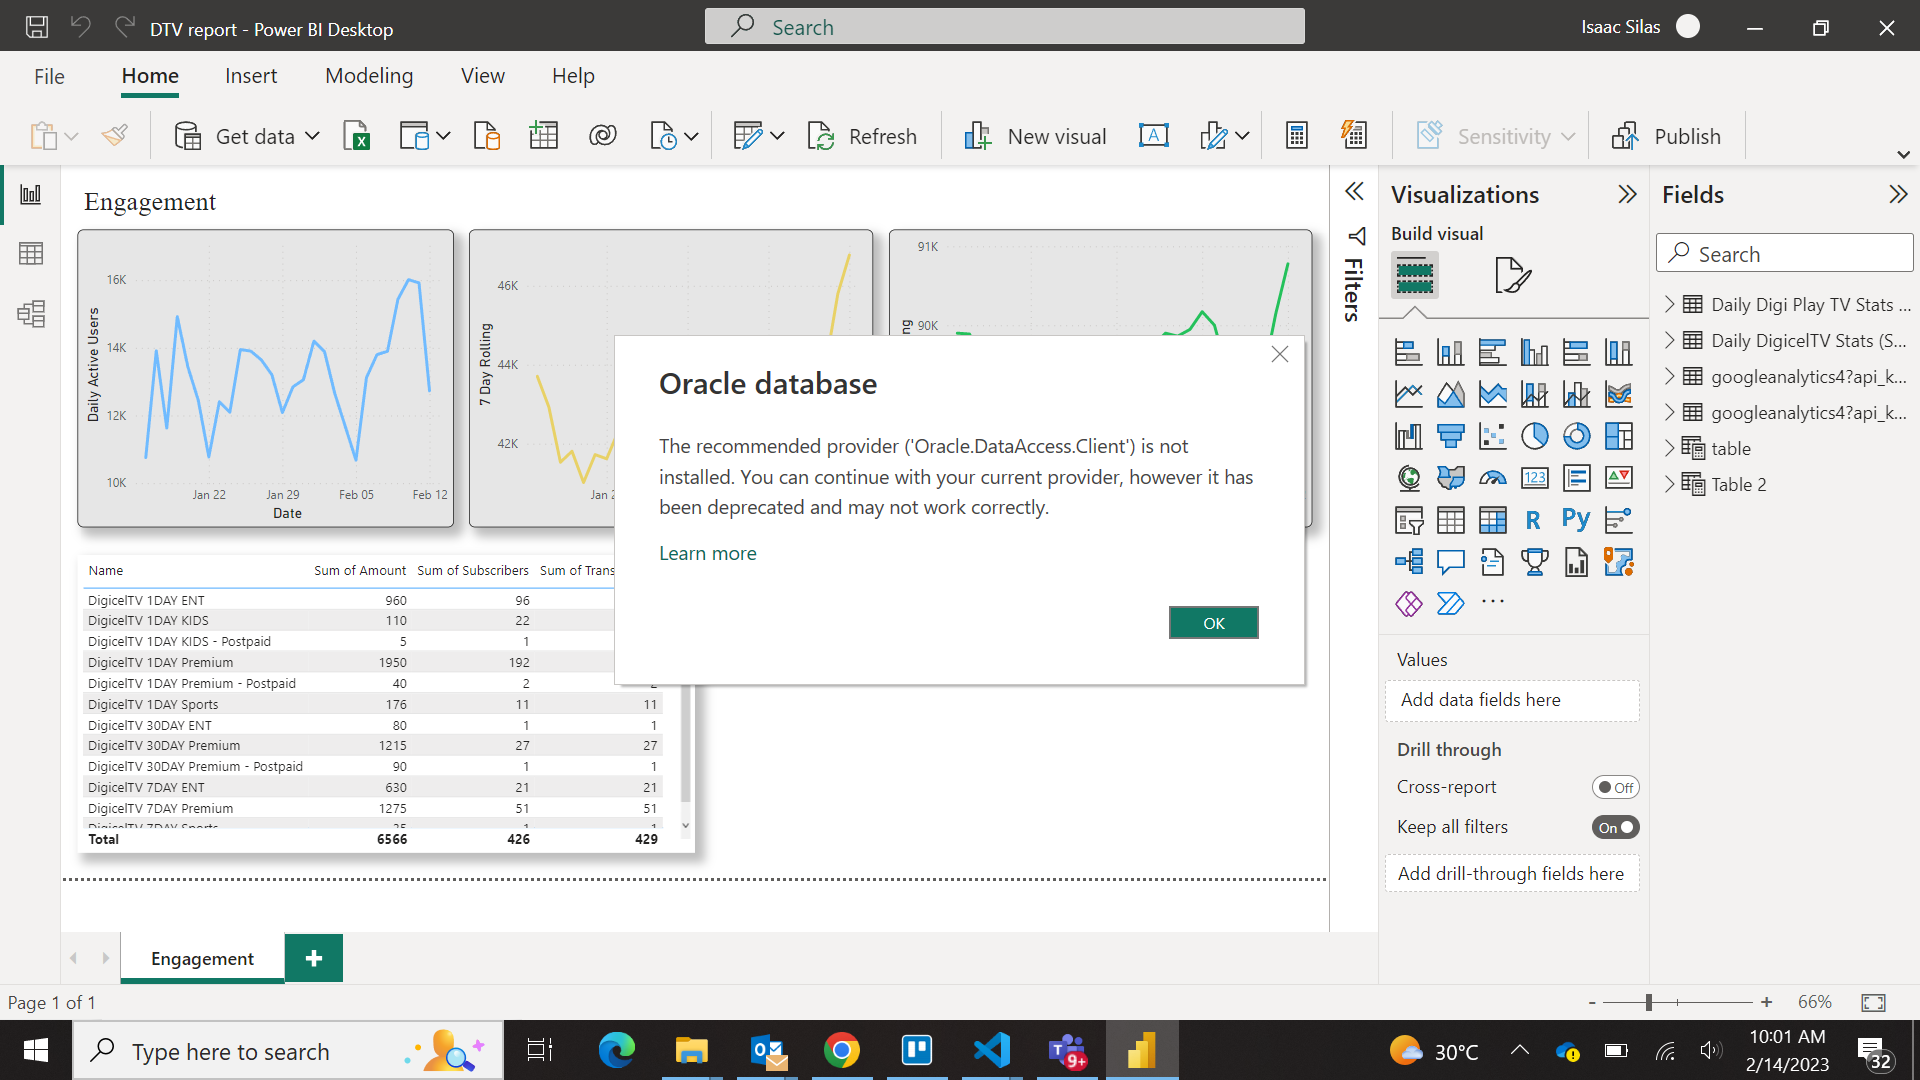 DTV report - Power BI Desktop
Search
Isaac Silas
File
Home
Insert
Modeling
View
Help
Get data
Refresh
New visual
Sensitivity
Publish
Engagement
16K
14K
12K
10K
Daily Active Users
Jan 22
Jan 29
Feb 05
Feb 12
Date
46K
44K
42K
7 Day Rolling
91K
90K
Oracle database
The recommended provider ('Oracle.DataAccess.Client') is not
installed. You can continue with your current provider, however it has
been deprecated and may not work correctly.
Learn more
OK
Name Sum of Amount Sum of Subscribers Sum of Trans
DigicelTV 1DAY ENT 960 96
DigicelTV 1DAY KIDS 110 22
DigicelTV 1DAY KIDS - Postpaid 5 1
DigicelTV 1DAY Premium 1950 192
DigicelTV 1DAY Premium - Postpaid 40 2
DigicelTV 1DAY Sports 176 11 11
DigicelTV 30DAY ENT 80 1 1
DigicelTV 30DAY Premium 1215 27 27
DigicelTV 30DAY Premium - Postpaid 90 1 1
DigicelTV 7DAY ENT 630 21 21
DigicelTV 7DAY Premium 1275 51 51
Total 6566 426 429
Filters
Visualizations
Build visual
123
R
Py
Values
Add data fields here
Drill through
Cross-report
Off
Keep all filters
On
Add drill-through fields here
Fields
Search
Daily Digi Play TV Stats ...
Daily DigicelTV Stats (S...
googleanalytics4?api_k...
googleanalytics4?api_k...
table
Table 2
Engagement
Page 1 of 1
66%
Type here to search
9+
30°C
10:01 AM
2/14/2023
32